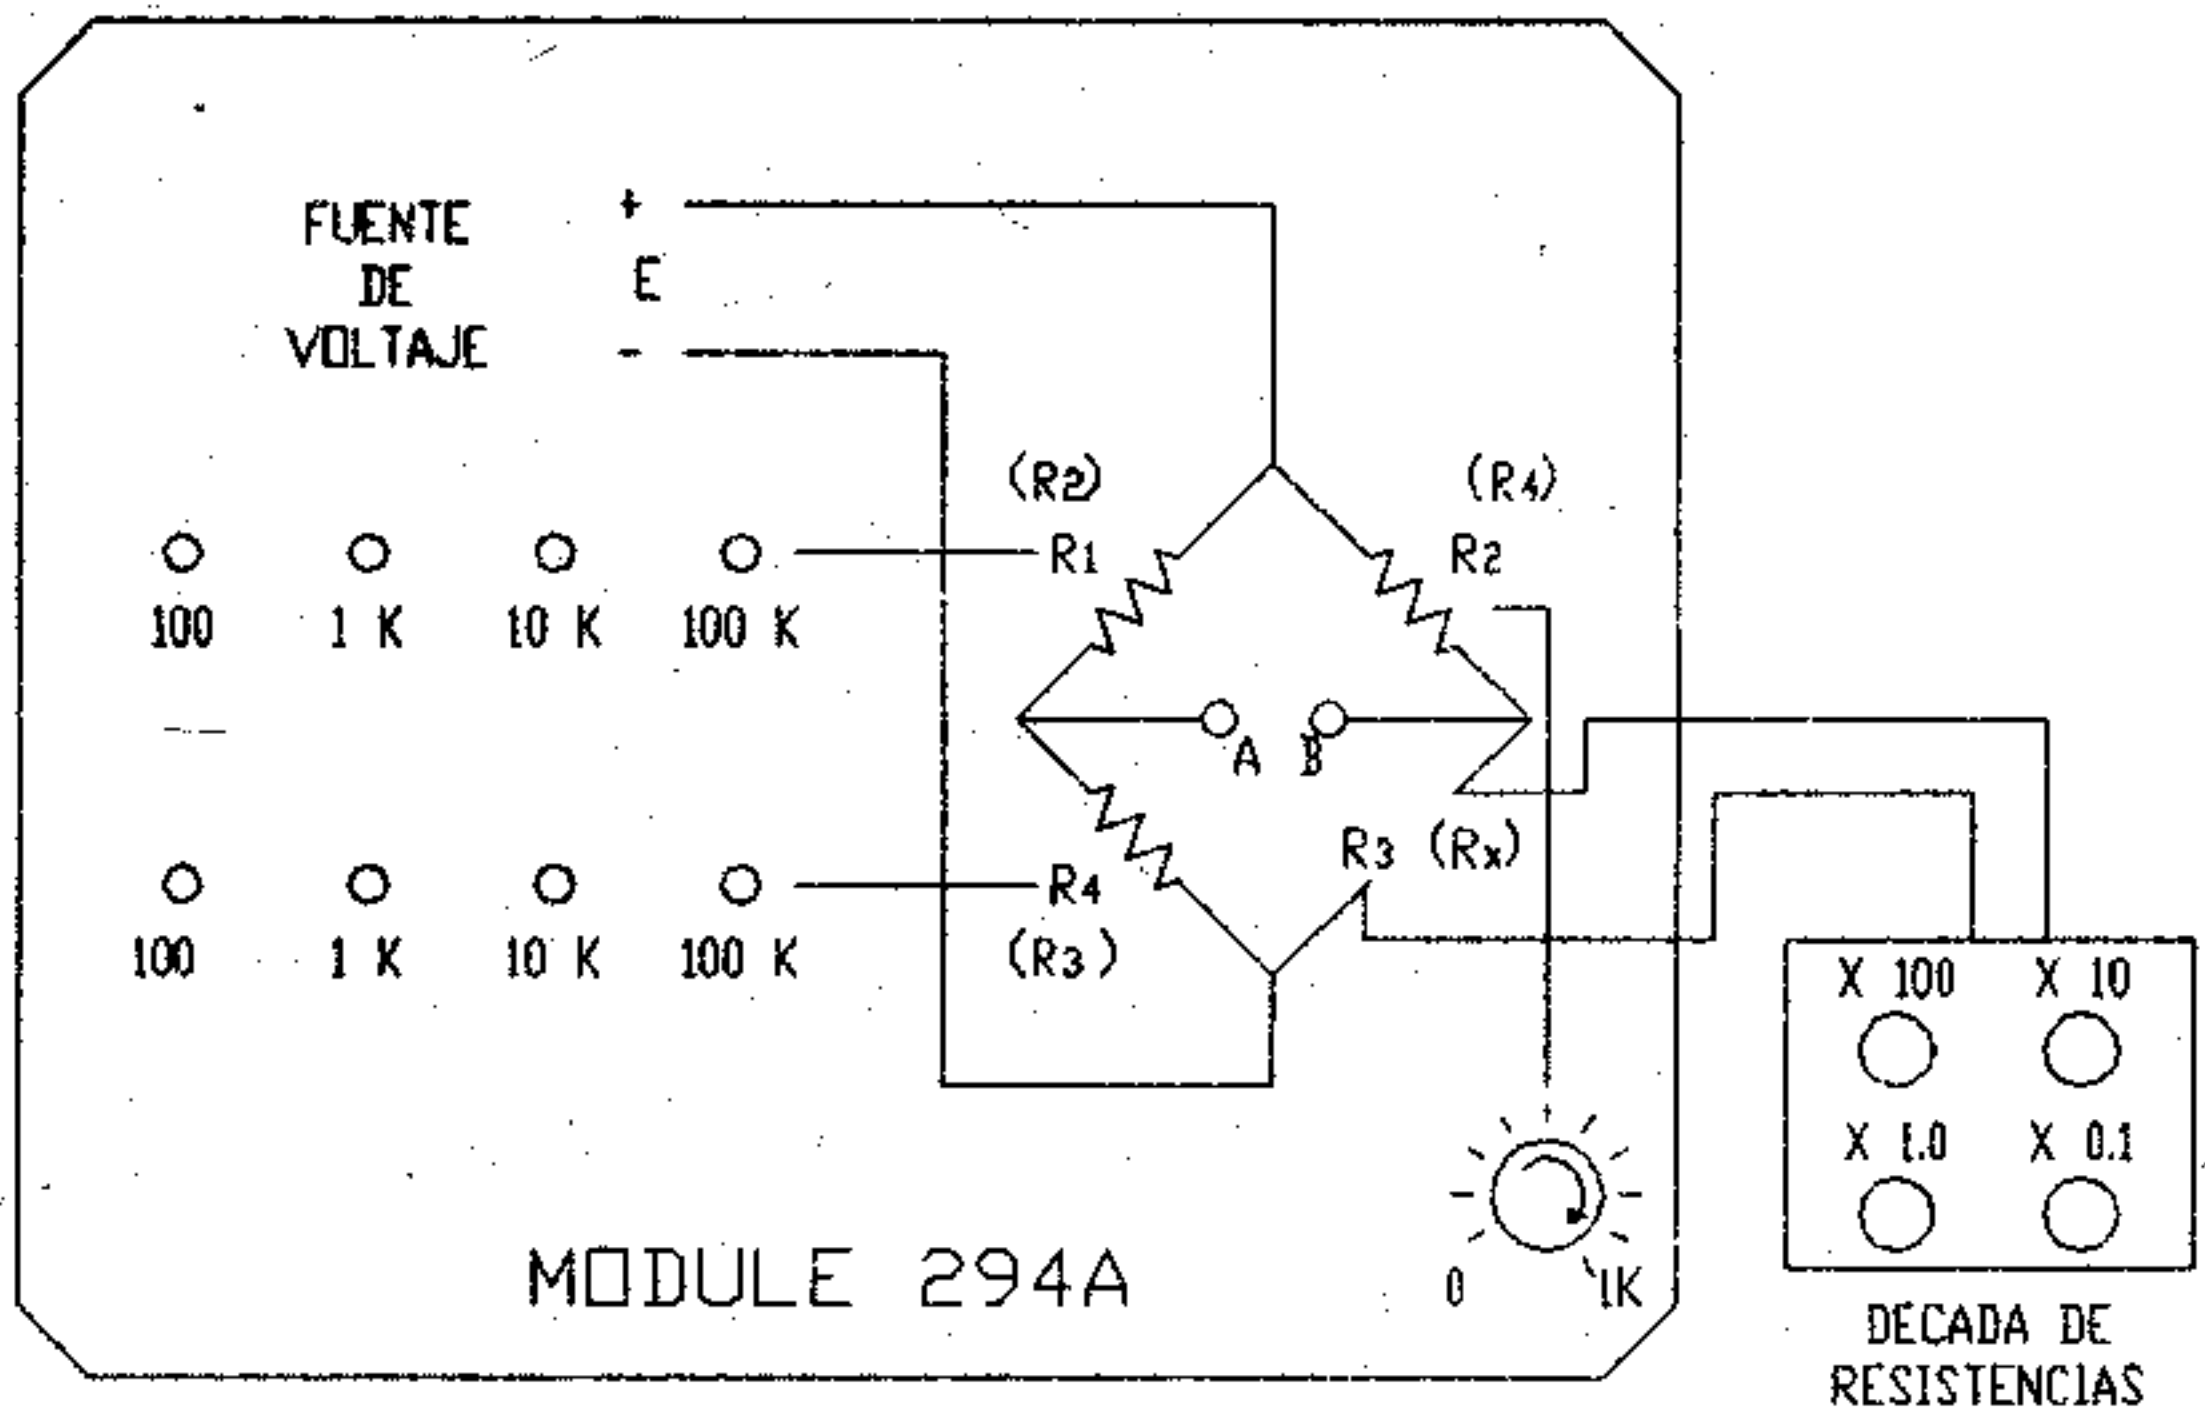 FUENTE
DE
VOLTAJE
+
E
-
(R2)
(R4)
R1
R2
100 1 K 10 K 100 K
A B
R3 (Rx)
R4
(R3)
100 1 K 10 K 100 K
X 100 X 10
X 1.0 X 0.1
MODULE 294A
0 1K
DECADA DE
RESISTENCIAS